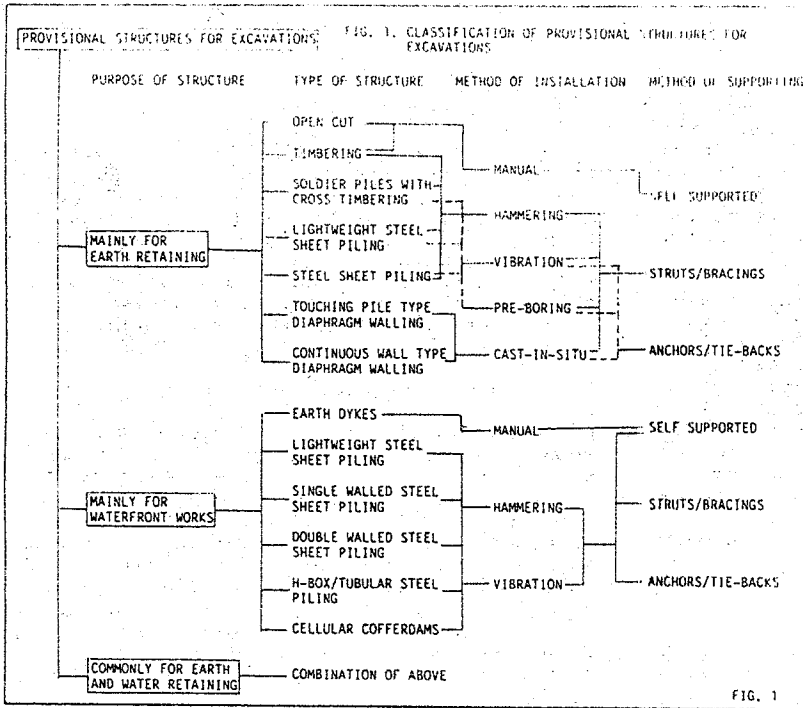 PROVISIONAL STRUCTURES FOR EXCAVATIONS
FIG. 1. CLASSIFICATION OF PROVISIONAL STRUCTURES FOR
EXCAVATIONS
PURPOSE OF STRUCTURE TYPE OF STRUCTURE METHOD OF INSTALLATION METHOD OF SUPPORTING
OPEN CUT
TIMBERING
MANUAL
SOLDIER PILES WITH
CROSS TIMBERING
SELF SUPPORTED
HAMMERING
LIGHTWEIGHT STEEL
SHEET PILING
MAINLY FOR
EARTH RETAINING
VIBRATION
STEEL SHEET PILING
STRUTS/BRACINGS
TOUCHING PILE TYPE
DIAPHRAGM WALLING
PRE-BORING
CONTINUOUS WALL TYPE
DIAPHRAGM WALLING
CAST-IN-SITU
ANCHORS/TIE-BACKS
EARTH DYKES
MANUAL
SELF SUPPORTED
LIGHTWEIGHT STEEL
SHEET PILING
MAINLY FOR
WATERFRONT WORKS
SINGLE WALLED STEEL
SHEET PILING
HAMMERING
STRUTS/BRACINGS
DOUBLE WALLED STEEL
SHEET PILING
H-BOX/TUBULAR STEEL
PILING
VIBRATION
ANCHORS/TIE-BACKS
CELLULAR COFFERDAMS
COMMONLY FOR EARTH
AND WATER RETAINING
COMBINATION OF ABOVE
FIG. 1